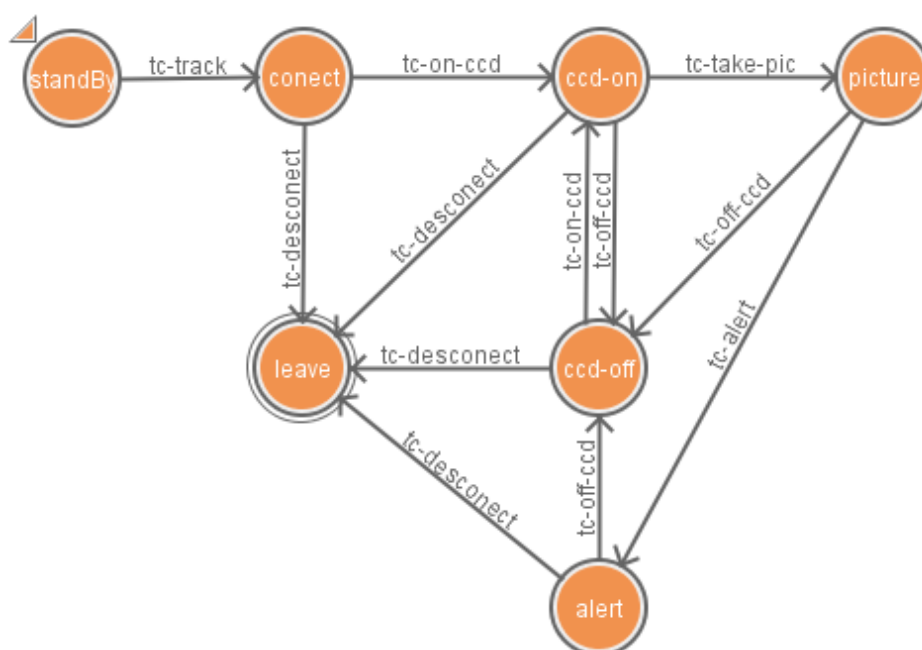 tc-track
tc-on-ccd
tc-take-pic
standBy
conect
ccd-on
picture
tc-desconect
tc-desconect
tc-on-ccd
tc-off-ccd
tc-off-ccd
tc-alert
leave
tc-desconect
ccd-off
tc-desconect
tc-off-ccd
alert